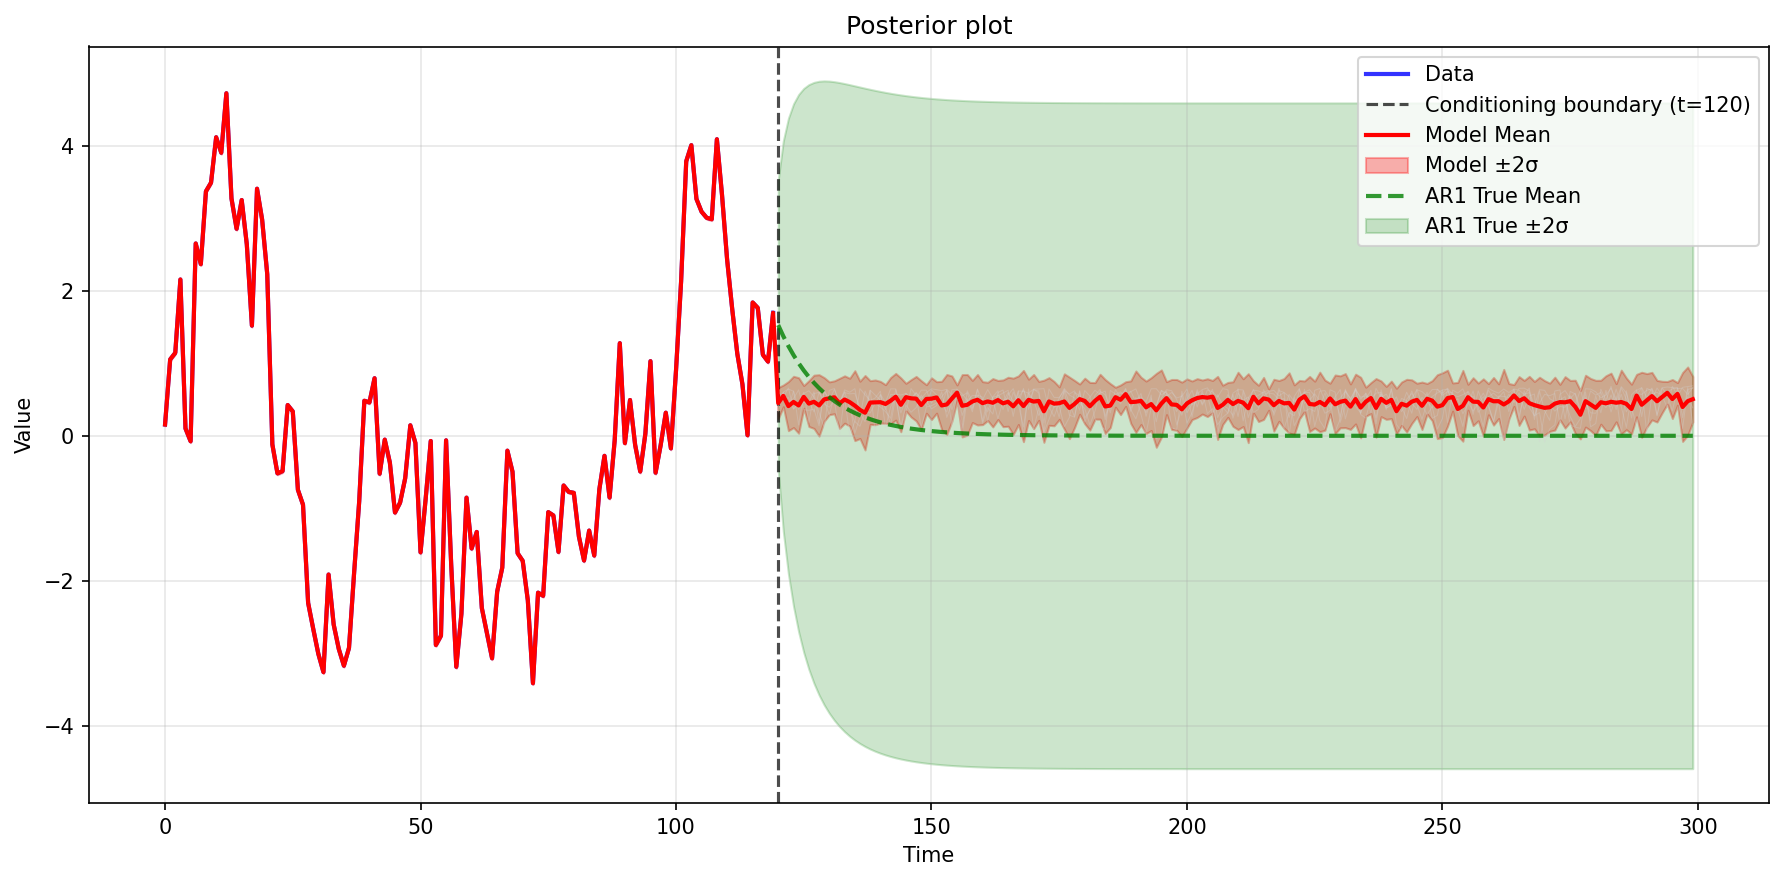 Posterior plot
Data
Conditioning boundary (t=120)
Model Mean
Model ±2σ
AR1 True Mean
AR1 True ±2σ
Value
4
2
0
−2
−4
0
50
100
150
200
250
300
Time